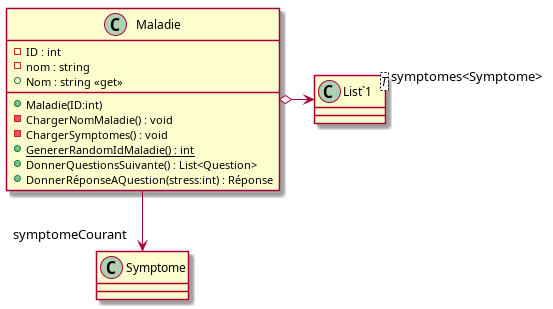 C Maladie
ID : int
nom : string
Nom : string «get»
Maladie(ID:int)
ChargerNomMaladie() : void
ChargerSymptomes() : void
GenererRandomIdMaladie() : int
DonnerQuestionsSuivante() : List<Question>
DonnerRéponseAQuestion(stress:int) : Réponse
C List`1
T
symptomes<Symptome>
symptomeCourant
C Symptome